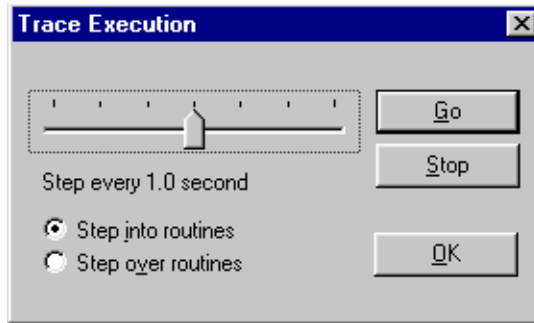 Trace Execution
Go
Stop
Step every 1.0 second
Step into routines
Step over routines
OK